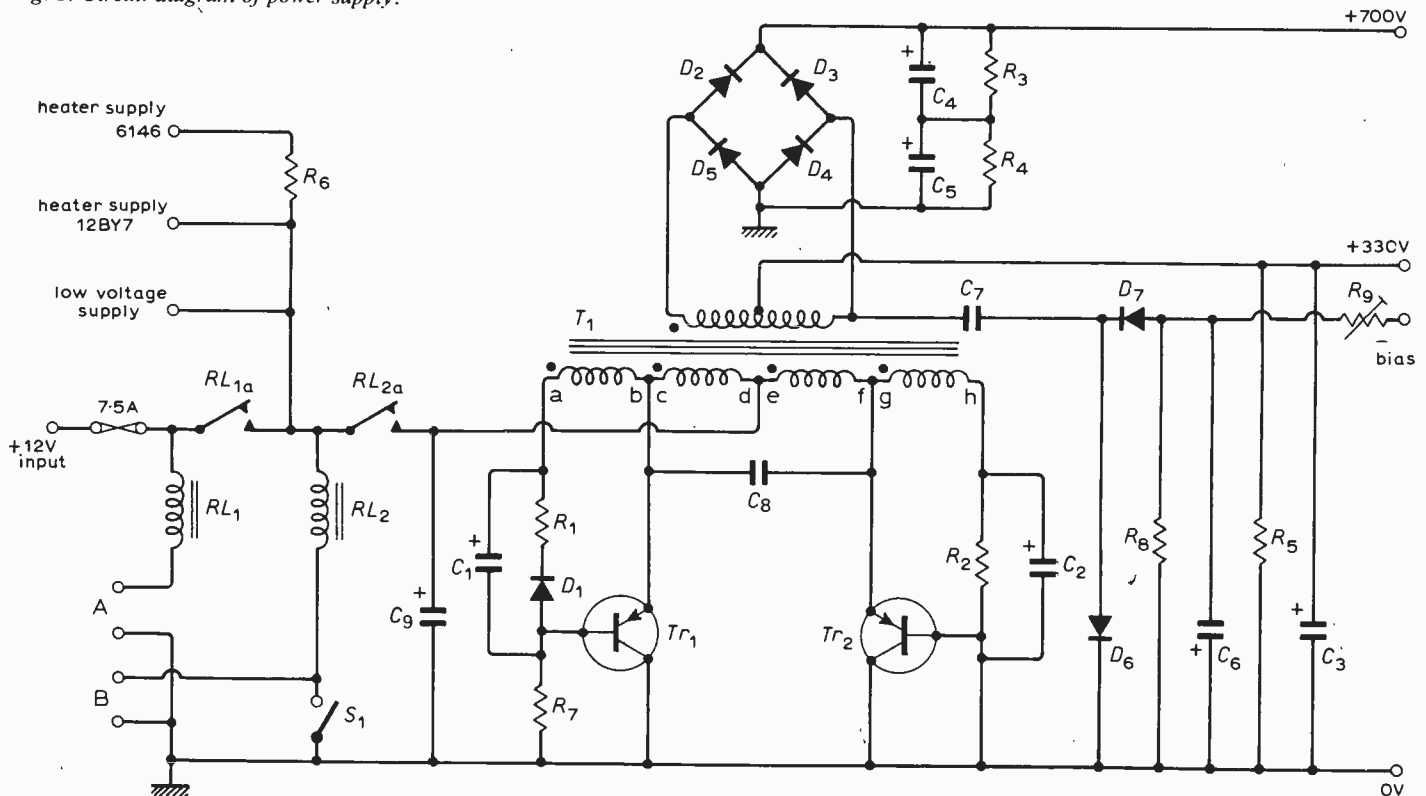 Circuit diagram of power supply.
+700V
D2
D3
C4
R3
D5
D4
C5
R4
heater supply
6146
R6
heater supply
12BY7
low voltage
supply
+330V
C7
D7
R9
bias
T1
a
b
c
d
e
f
g
h
7·5A
RL1a
RL2a
+12V
input
RL1
RL2
C8
C1
R1
D1
C9
Tr1
Tr2
R2
C2
R8
R5
D6
C6
C3
A
B
S1
R7
0V